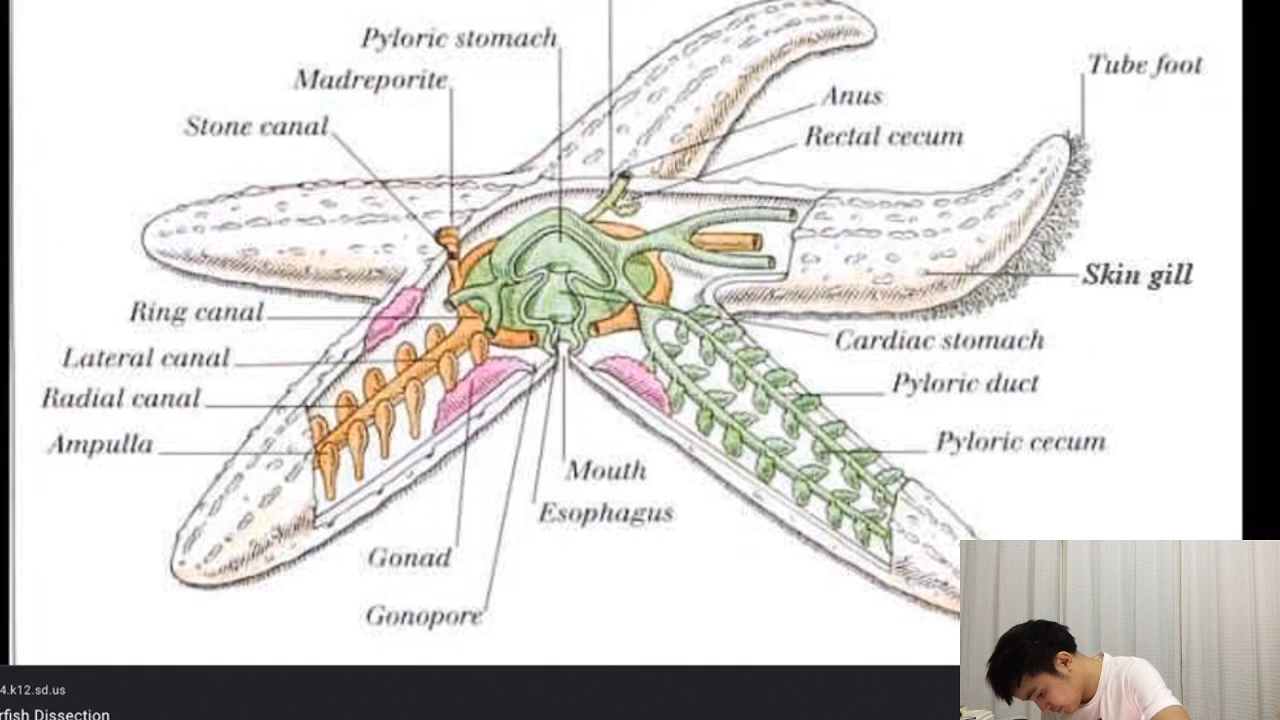 Pyloric stomach
Madreporite
Tube foot
Anus
Stone canal
Rectal cecum
Skin gill
Ring canal
Cardiac stomach
Lateral canal
Pyloric duct
Radial canal
Ampulla
Pyloric cecum
Mouth
Esophagus
Gonad
Gonopore
4.k12.sd.us
rfish Dissection